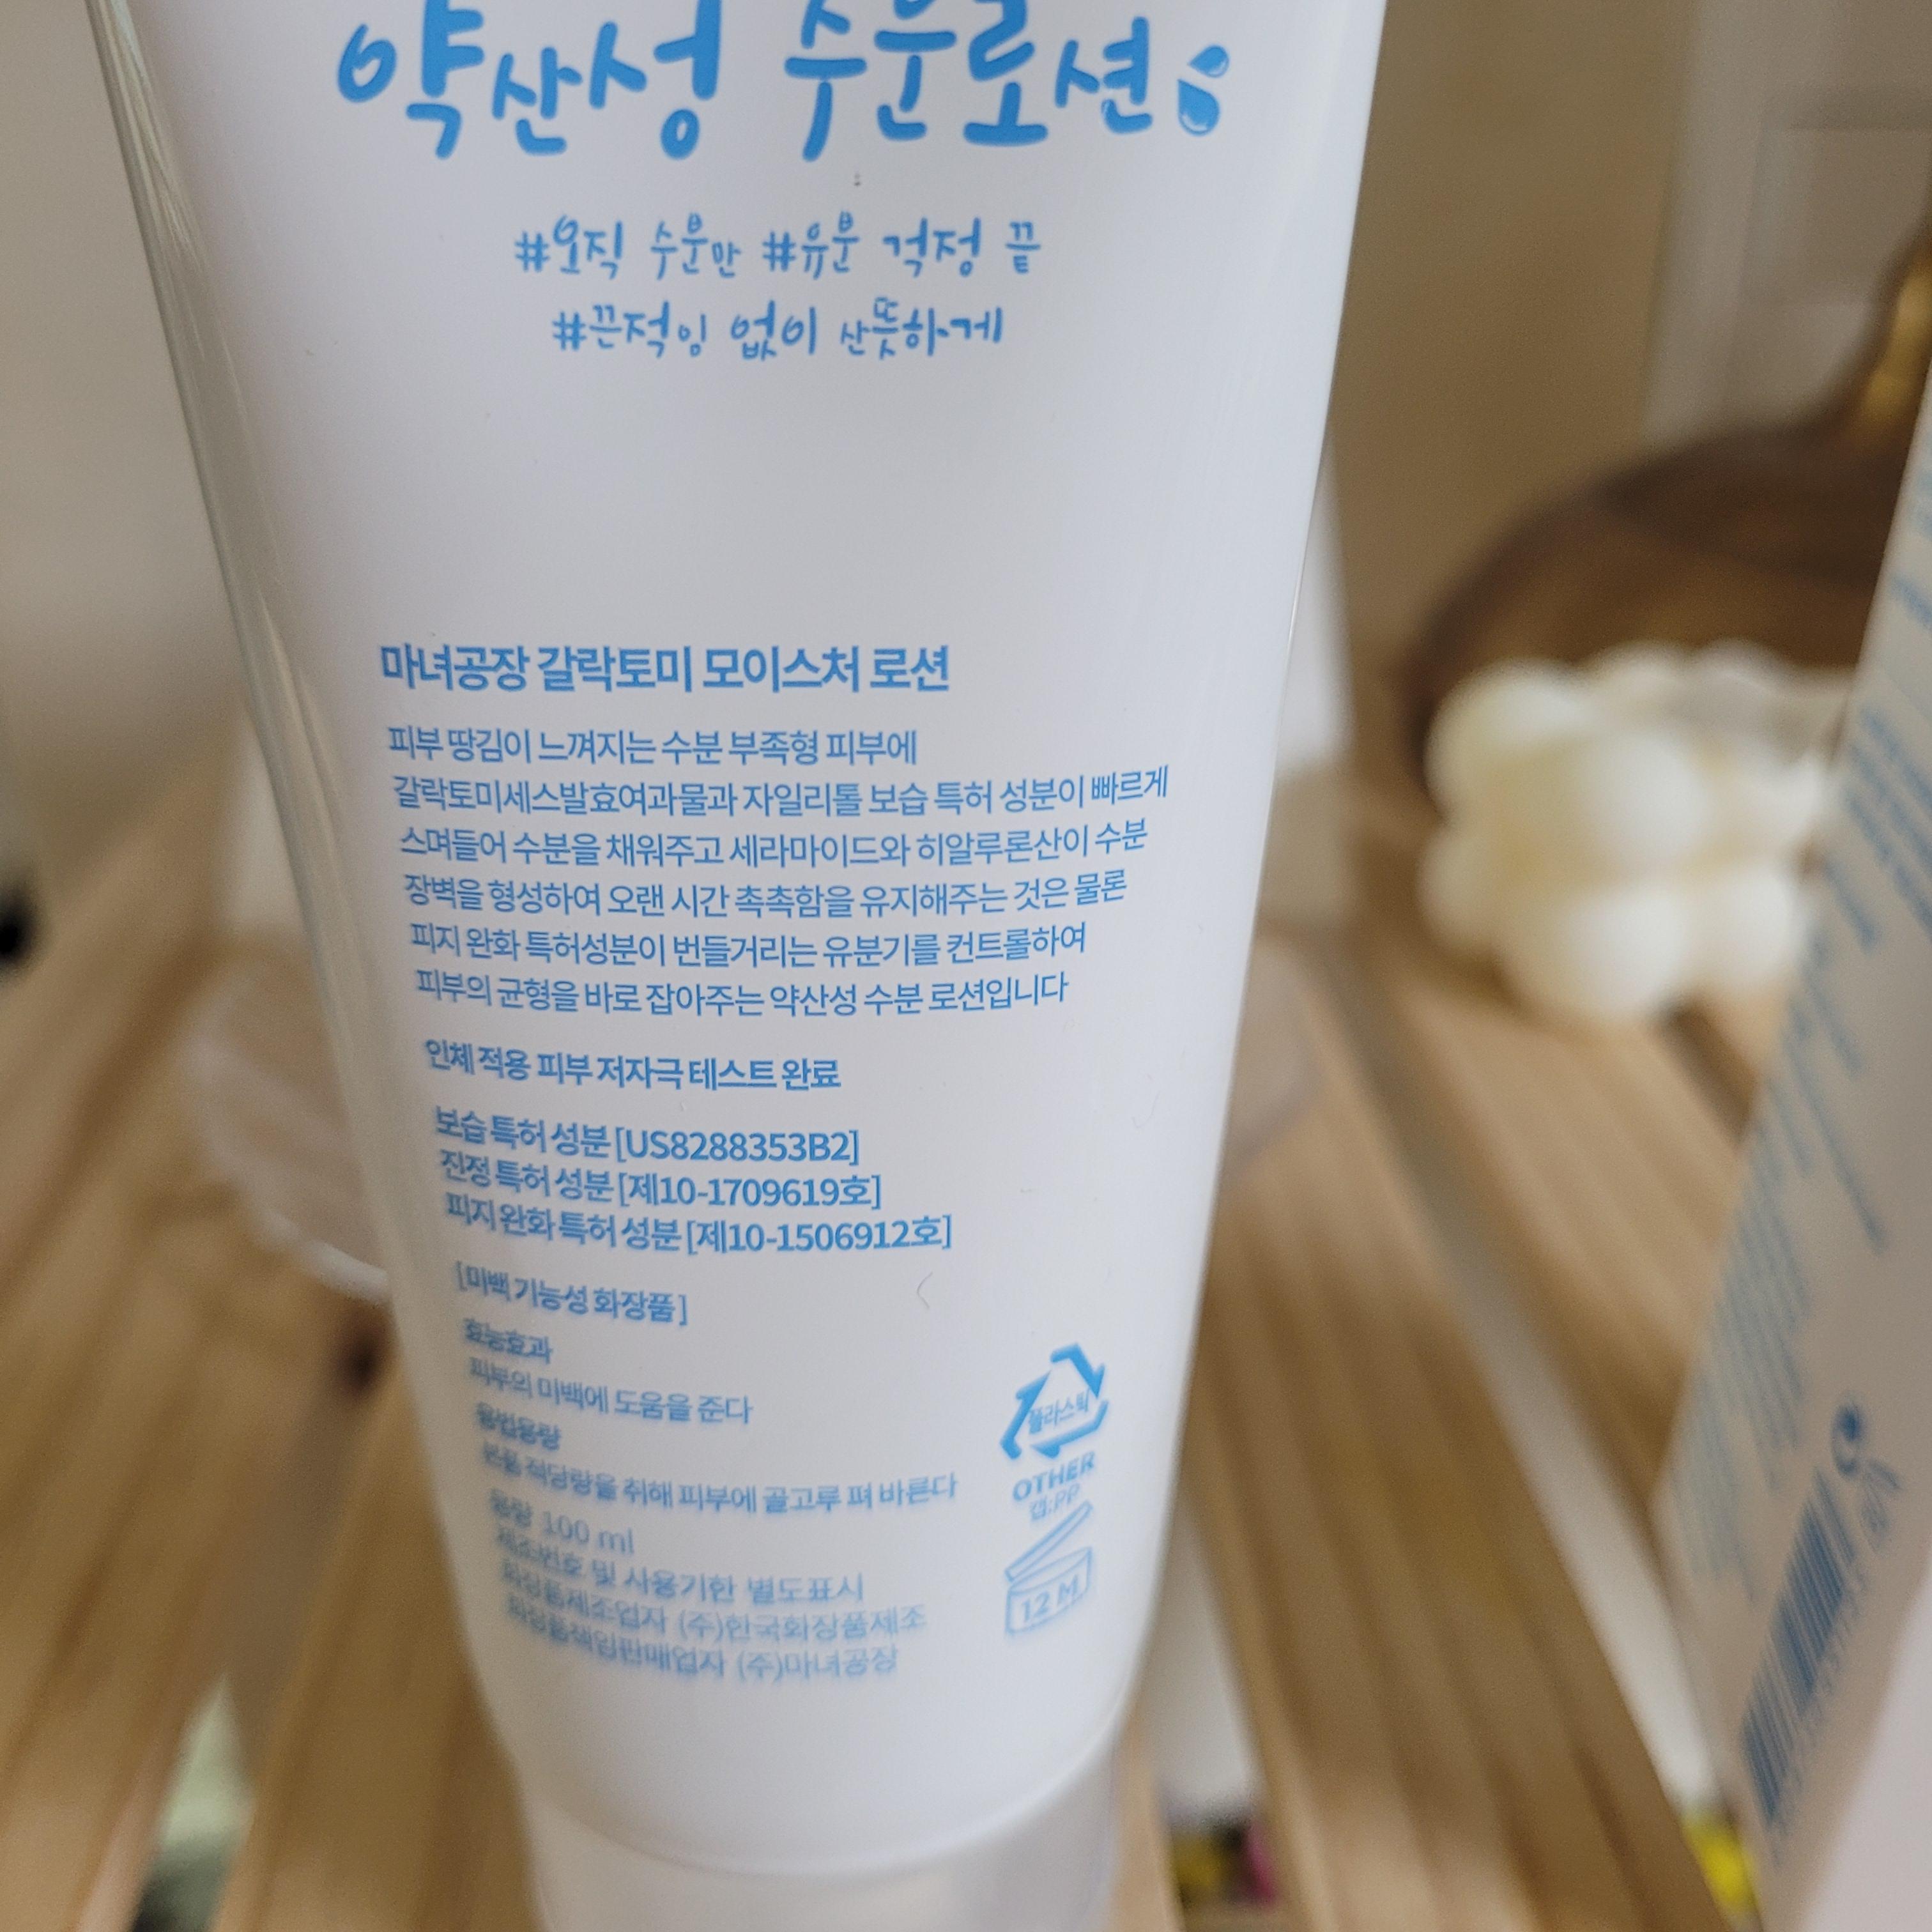 약산성 수분로션
#오직 수분만 #유분 걱정 끝
#끈적임 없이 산뜻하게
마녀공장 갈락토미 모이스처 로션
피부 땅김이 느껴지는 수분 부족형 피부에
갈락토미세스발효여과물과 자일리톨 보습 특허 성분이 빠르게
스며들어 수분을 채워주고 세라마이드와 히알루론산이 수분
장벽을 형성하여 오랜 시간 촉촉함을 유지해주는 것은 물론
피지 완화 특허성분이 번들거리는 유분기를 컨트롤하여
피부의 균형을 바로 잡아주는 약산성 수분 로션입니다
인체 적용 피부 저자극 테스트 완료
보습 특허 성분 [US8288353B2]
진정 특허 성분 [제10-1709619호]
피지 완화 특허 성분 [제10-1506912호]
[미백 기능성 화장품]
효능효과
피부의 미백에 도움을 준다
용법용량
본품 적당량을 취해 피부에 골고루 펴 바른다
용량 100 ml
제조번호 및 사용기한 별도표시
화장품제조업자 (주)한국화장품제조
화장품책임판매업자 (주)마녀공장
플라스틱
OTHER
캡:PP
12 M